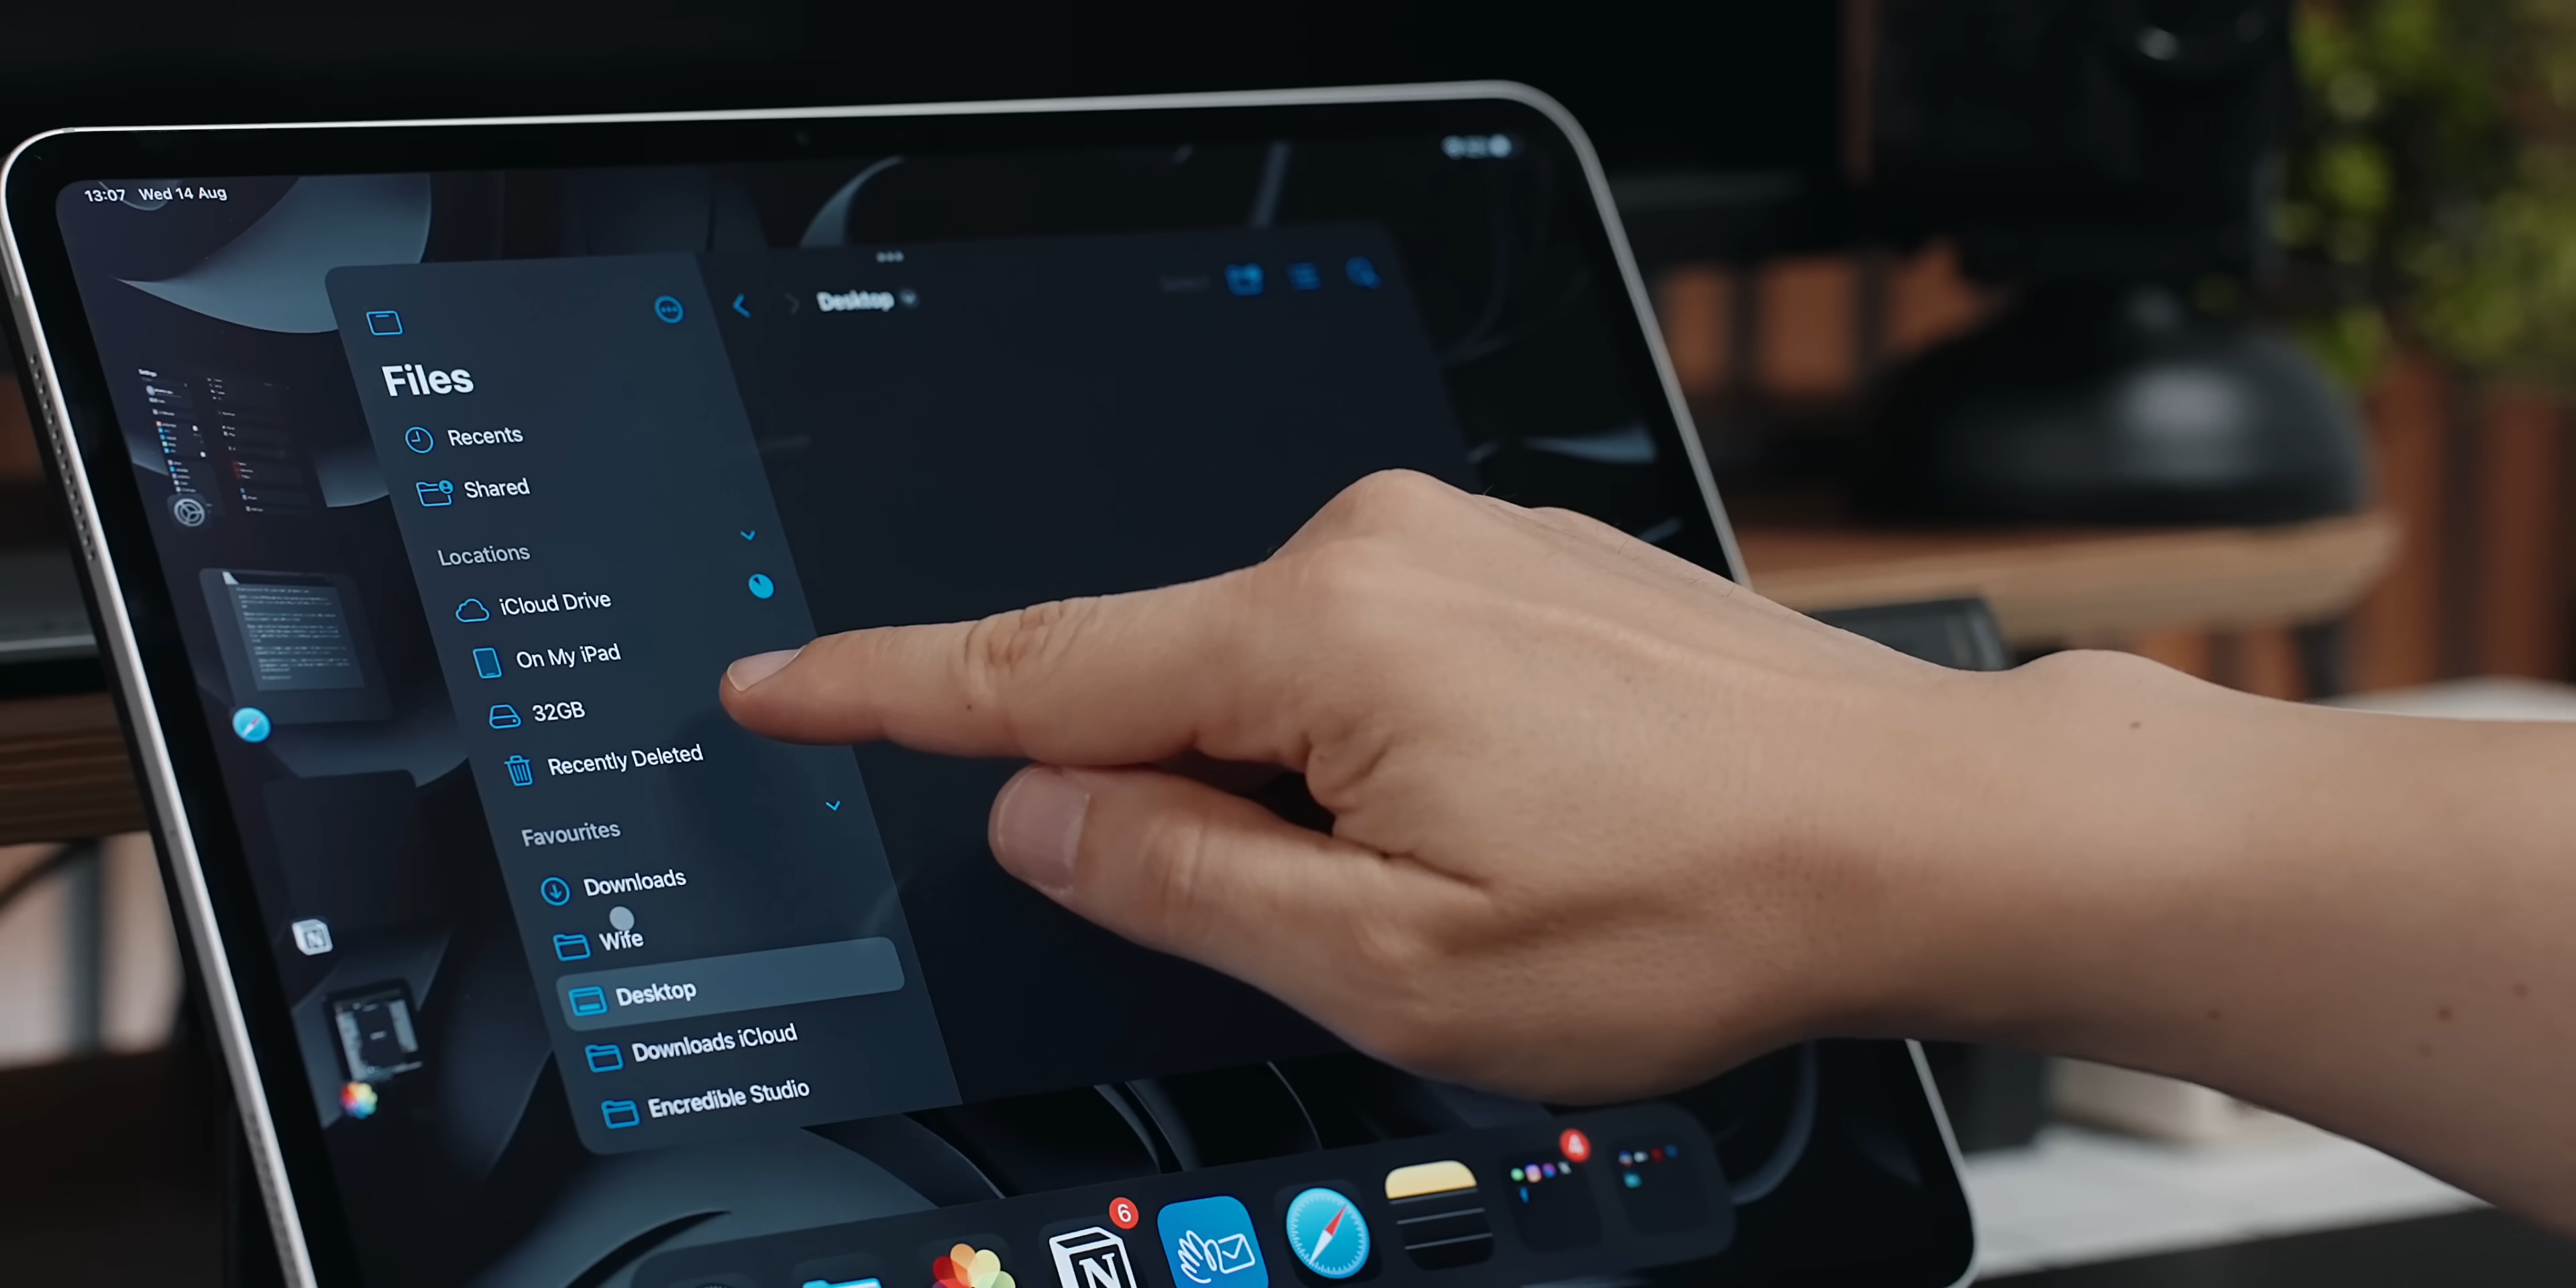 13:07 Wed 14 Aug
Desktop
Files
Recents
Shared
Locations
iCloud Drive
On My iPad
32GB
Recently Deleted
Favourites
Downloads
Wife
Desktop
Downloads iCloud
Encredible Studio
6
4
N
N